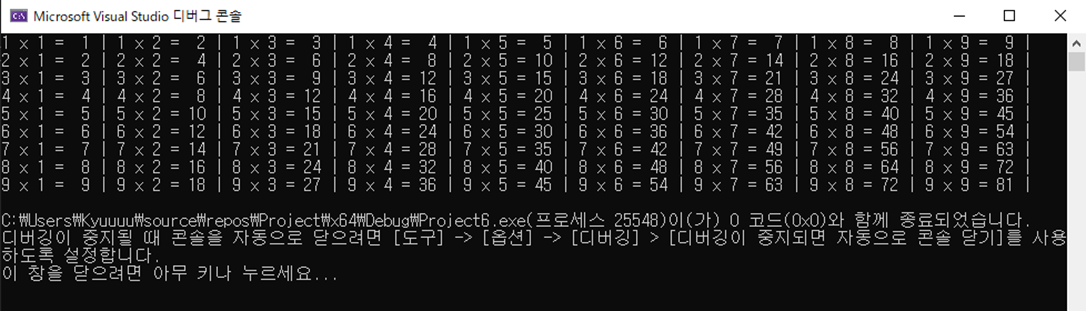 Microsoft Visual Studio 디버그 콘솔
1 x 1 =  1 | 1 x 2 =  2 | 1 x 3 =  3 | 1 x 4 =  4 | 1 x 5 =  5 | 1 x 6 =  6 | 1 x 7 =  7 | 1 x 8 =  8 | 1 x 9 =  9 |
2 x 1 =  2 | 2 x 2 =  4 | 2 x 3 =  6 | 2 x 4 =  8 | 2 x 5 = 10 | 2 x 6 = 12 | 2 x 7 = 14 | 2 x 8 = 16 | 2 x 9 = 18 |
3 x 1 =  3 | 3 x 2 =  6 | 3 x 3 =  9 | 3 x 4 = 12 | 3 x 5 = 15 | 3 x 6 = 18 | 3 x 7 = 21 | 3 x 8 = 24 | 3 x 9 = 27 |
4 x 1 =  4 | 4 x 2 =  8 | 4 x 3 = 12 | 4 x 4 = 16 | 4 x 5 = 20 | 4 x 6 = 24 | 4 x 7 = 28 | 4 x 8 = 32 | 4 x 9 = 36 |
5 x 1 =  5 | 5 x 2 = 10 | 5 x 3 = 15 | 5 x 4 = 20 | 5 x 5 = 25 | 5 x 6 = 30 | 5 x 7 = 35 | 5 x 8 = 40 | 5 x 9 = 45 |
6 x 1 =  6 | 6 x 2 = 12 | 6 x 3 = 18 | 6 x 4 = 24 | 6 x 5 = 30 | 6 x 6 = 36 | 6 x 7 = 42 | 6 x 8 = 48 | 6 x 9 = 54 |
7 x 1 =  7 | 7 x 2 = 14 | 7 x 3 = 21 | 7 x 4 = 28 | 7 x 5 = 35 | 7 x 6 = 42 | 7 x 7 = 49 | 7 x 8 = 56 | 7 x 9 = 63 |
8 x 1 =  8 | 8 x 2 = 16 | 8 x 3 = 24 | 8 x 4 = 32 | 8 x 5 = 40 | 8 x 6 = 48 | 8 x 7 = 56 | 8 x 8 = 64 | 8 x 9 = 72 |
9 x 1 =  9 | 9 x 2 = 18 | 9 x 3 = 27 | 9 x 4 = 36 | 9 x 5 = 45 | 9 x 6 = 54 | 9 x 7 = 63 | 9 x 8 = 72 | 9 x 9 = 81 |
C:₩Users₩Kyuuuu₩source₩repos₩Project₩x64₩Debug₩Project6.exe(프로세스 25548)이(가) 0 코드(0x0)와 함께 종료되었습니다.
디버깅이 중지될 때 콘솔을 자동으로 닫으려면 [도구] -> [옵션] -> [디버깅] > [디버깅이 중지되면 자동으로 콘솔 닫기]를 사용
하도록 설정합니다.
이 창을 닫으려면 아무 키나 누르세요...